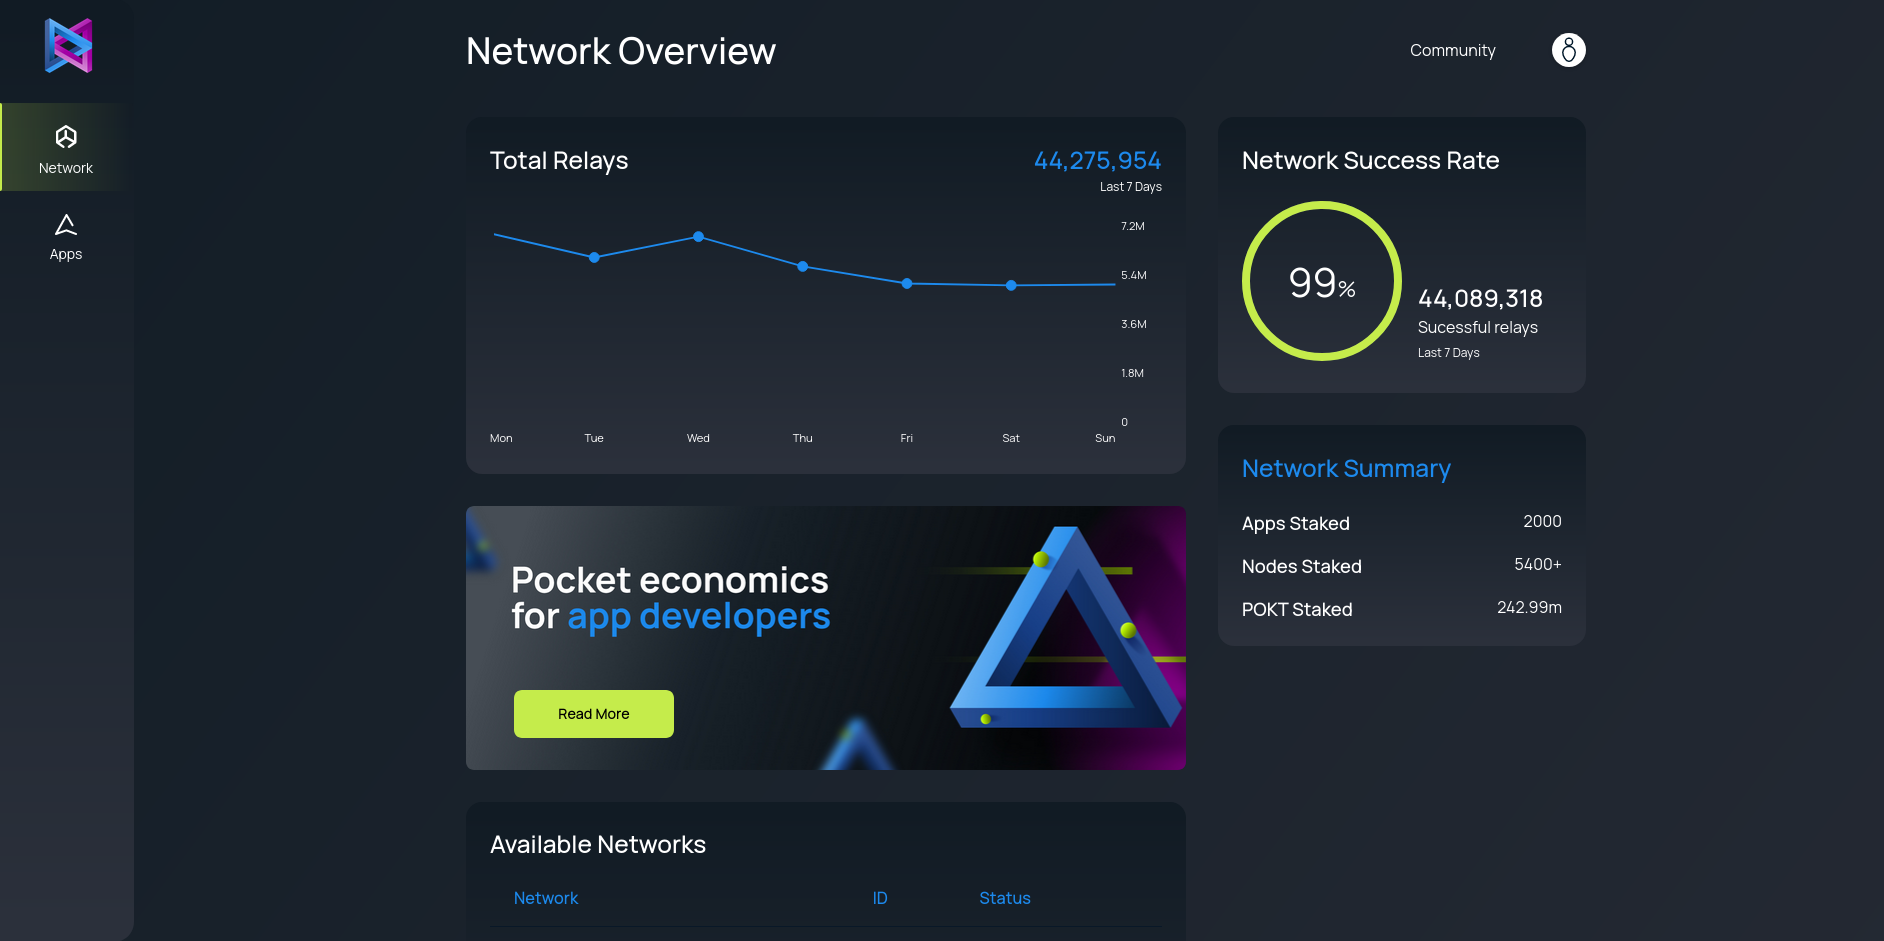 Network Overview
Community
Network
Apps
Total Relays
44,275,954
Last 7 Days
7.2M
5.4M
3.6M
1.8M
0
Mon Tue Wed Thu Fri Sat Sun
Network Success Rate
99%
44,089,318
Sucessful relays
Last 7 Days
Network Summary
Apps Staked 2000
Nodes Staked 5400+
POKT Staked 242.99m
Pocket economics
for app developers
Read More
Available Networks
Network ID Status